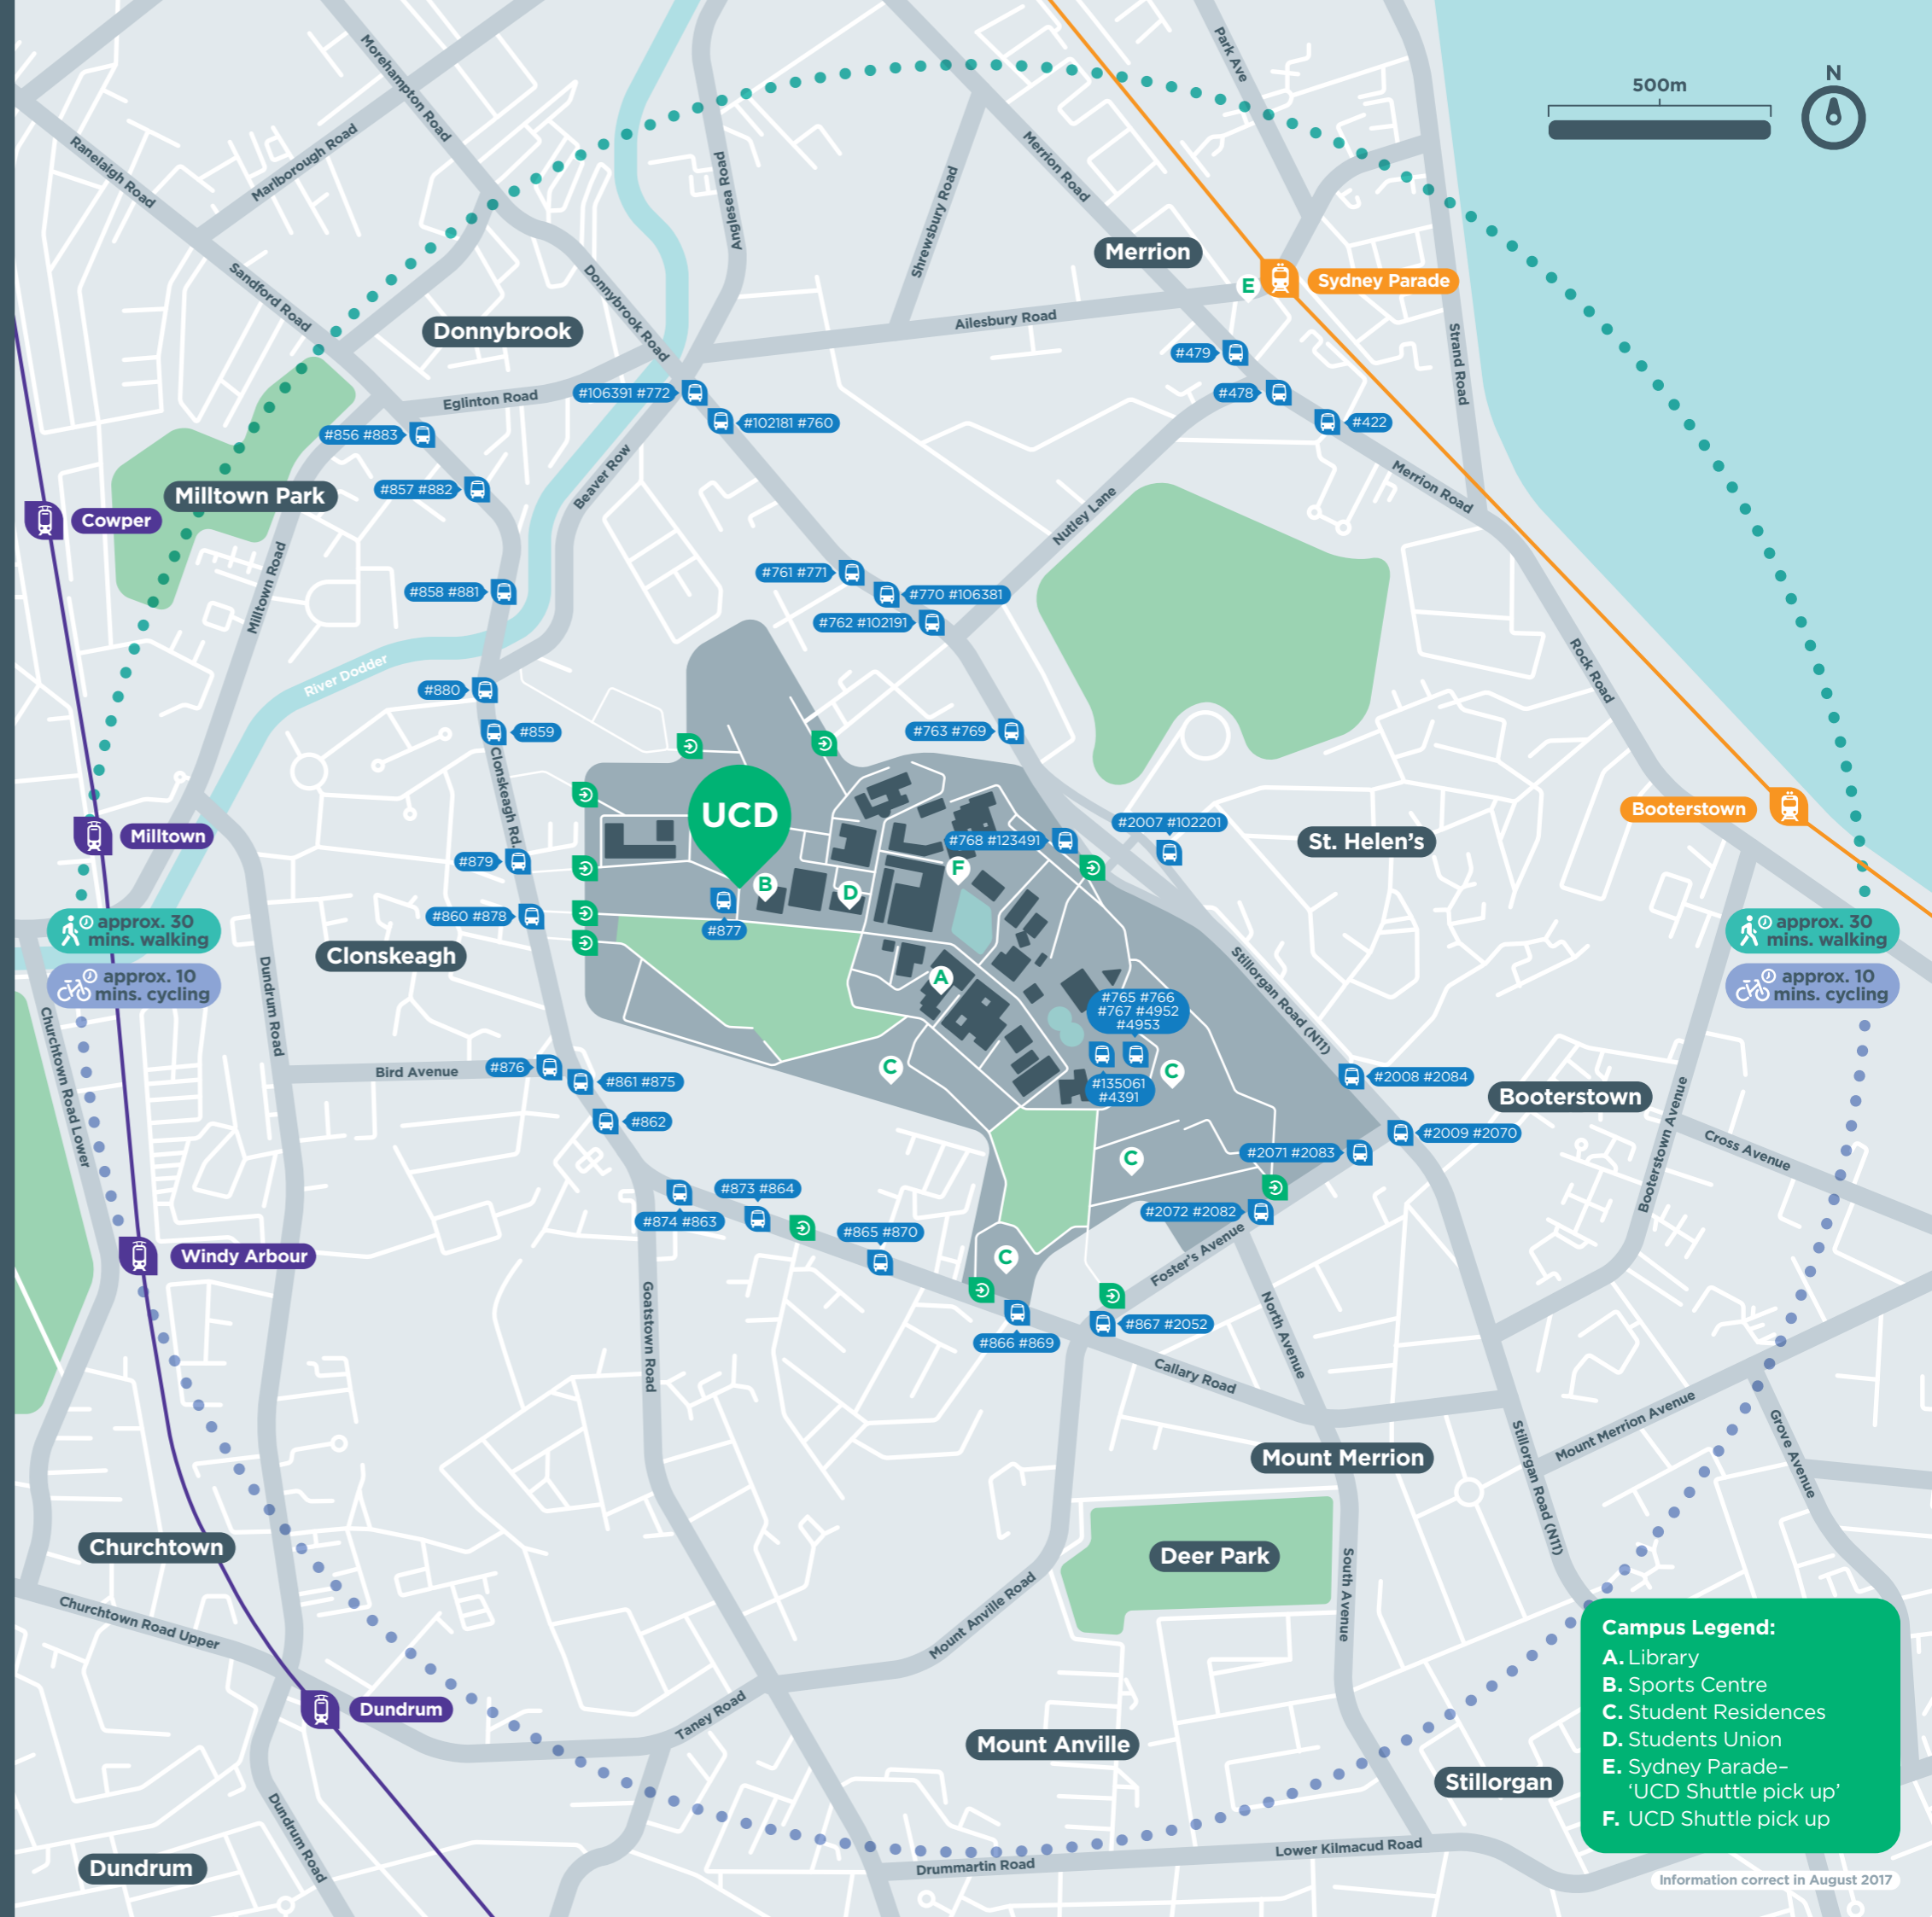 500m
N
Park Ave
Morehampton Road
Ranelaigh Road
Marlborough Road
Anglesea Road
Shrewsbury Road
Merrion Road
Merrion
Sydney Parade
E
Sandford Road
Donnybrook
Donnybrook Road
Ailesbury Road
Strand Road
#479
#478
#422
Eglinton Road
#106391 #772
#102181 #760
#856 #883
#857 #882
Beaver Row
Milltown Park
Cowper
Merrion Road
Nutley Lane
Milltown Road
#858 #881
#761 #771
#770 #106381
#762 #102191
River Dodder
#880
#859
#763 #769
Rock Road
Clonskeagh Rd.
UCD
Milltown
#2007 #102201
#768 #123491
St. Helen's
Booterstown
#879
B
D
F
#860 #878
#877
approx. 30
mins. walking
approx. 10
mins. cycling
approx. 30
mins. walking
approx. 10
mins. cycling
Clonskeagh
A
Stillorgan Road (N11)
#765 #766
#767 #4952
#4953
#135061
#4391
C
C
Churchtown Road Lower
Dundrum Road
Bird Avenue
#876
#861 #875
#862
#2008 #2084
Booterstown
#2009 #2070
#2071 #2083
Booterstown Avenue
Cross Avenue
C
#873 #864
#874 #863
#865 #870
#2072 #2082
Windy Arbour
C
Foster's Avenue
#866 #869
#867 #2052
Goatstown Road
North Avenue
Callary Road
Mount Merrion Avenue
Grove Avenue
Mount Merrion
Stillorgan Road (N11)
Churchtown
Deer Park
South Avenue
Churchtown Road Upper
Mount Anville Road
Dundrum
Taney Road
Mount Anville
Stillorgan
Dundrum Road
Dundrum
Drummartin Road
Lower Kilmacud Road
Campus Legend:
A. Library
B. Sports Centre
C. Student Residences
D. Students Union
E. Sydney Parade–
‘UCD Shuttle pick up’
F. UCD Shuttle pick up
Information correct in August 2017